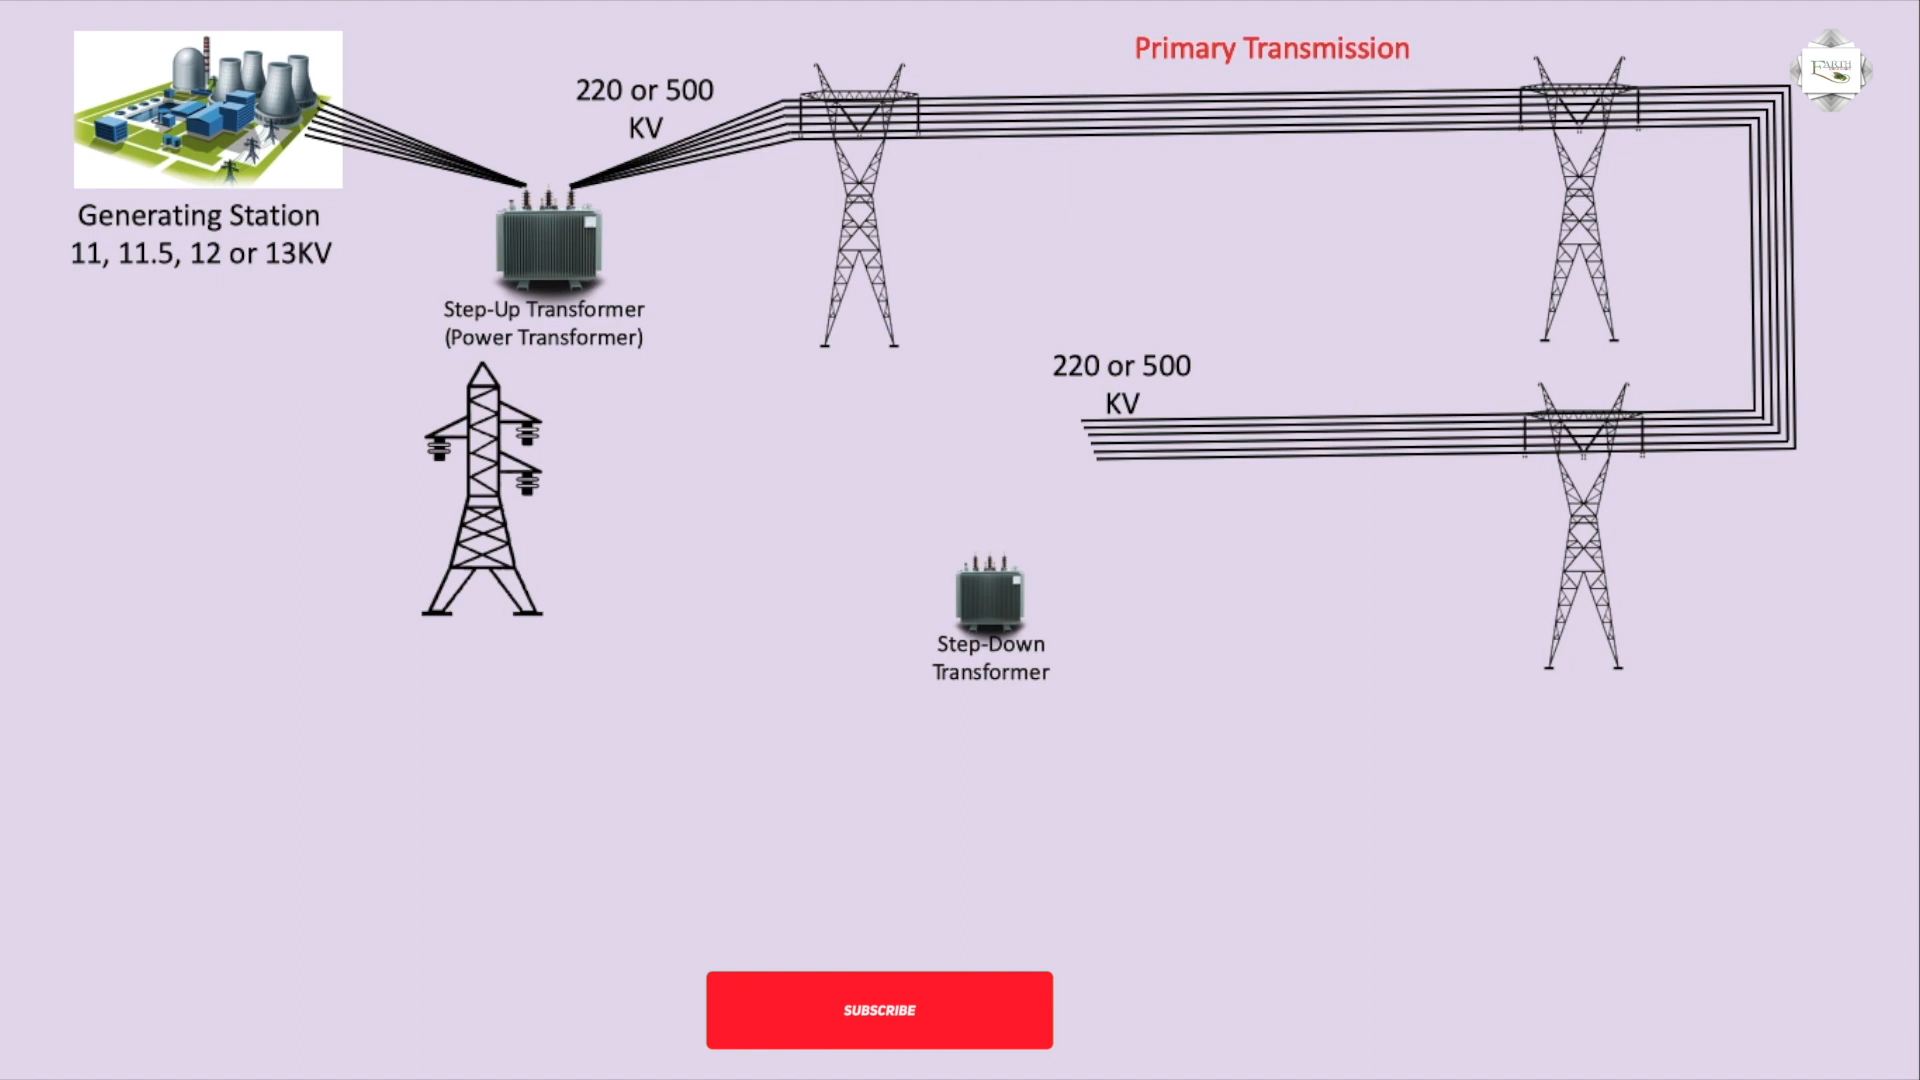 Primary Transmission
EARTH
220 or 500
KV
Generating Station
11, 11.5, 12 or 13KV
Step-Up Transformer
(Power Transformer)
220 or 500
KV
Step-Down
Transformer
SUBSCRIBE